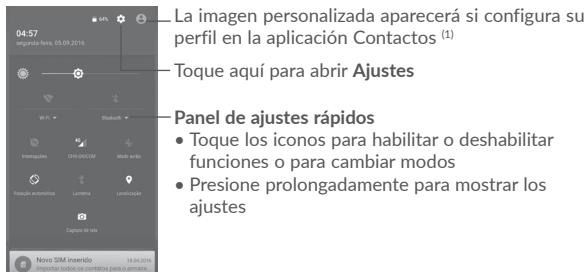 64%
04:57
segunda-feira, 05.09.2016
Wi-Fi
Bluetooth
Interrupções
CHN-UNICOM
Modo avião
Rotação automática
Lanterna
Localização
Captura de tela
Novo SIM inserido
18.04.2016
Importar todos os contatos para o armaze
La imagen personalizada aparecerá si configura su
perfil en la aplicación Contactos (1)
Toque aquí para abrir Ajustes
Panel de ajustes rápidos
• Toque los iconos para habilitar o deshabilitar
funciones o para cambiar modos
• Presione prolongadamente para mostrar los
ajustes